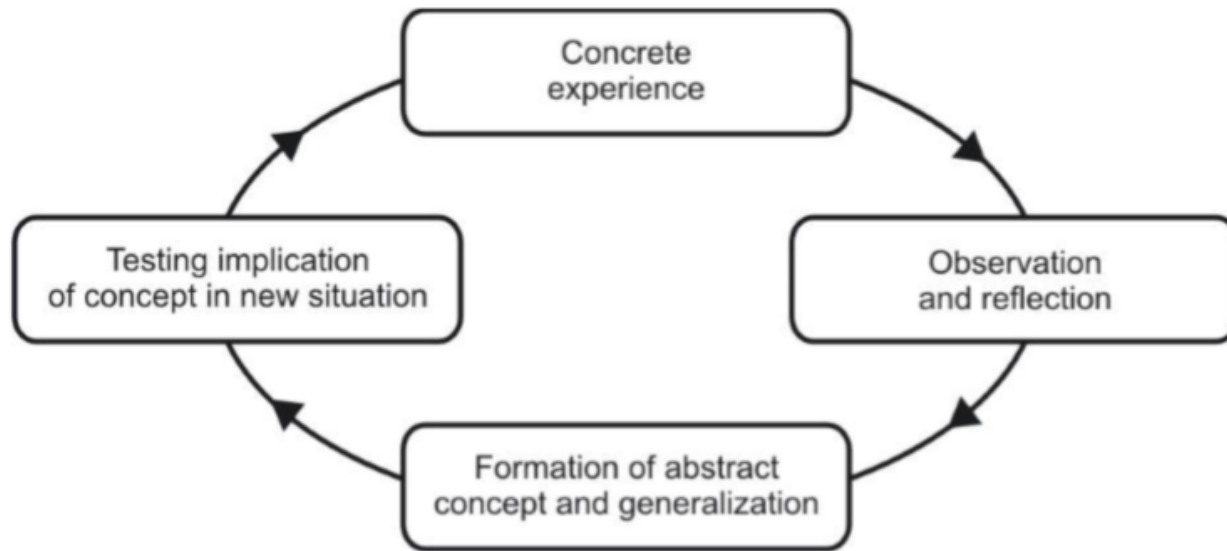 Concrete
experience
Testing implication
of concept in new situation
Observation
and reflection
Formation of abstract
concept and generalization